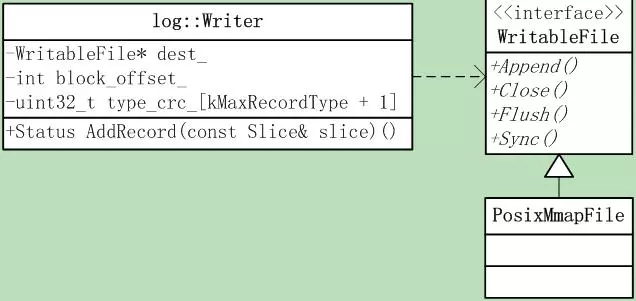 log::Writer
-WritableFile* dest_
-int block_offset_
-uint32_t type_crc_[kMaxRecordType + 1]
+Status AddRecord(const Slice& slice)()
<<interface>>
WritableFile
+Append()
+Close()
+Flush()
+Sync()
PosixMmapFile